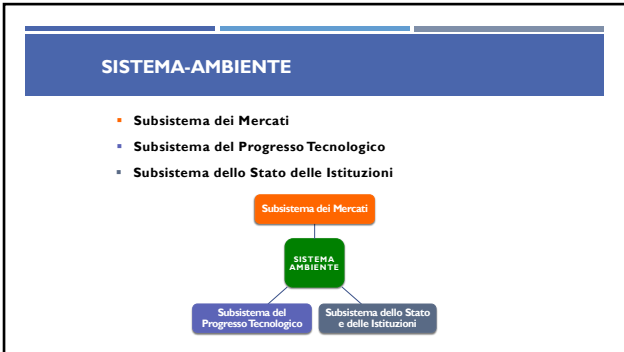 SISTEMA-AMBIENTE
Subsistema dei Mercati
Subsistema del Progresso Tecnologico
Subsistema dello Stato delle Istituzioni
Subsistema dei Mercati
SISTEMA
AMBIENTE
Subsistema del
Progresso Tecnologico
Subsistema dello Stato
e delle Istituzioni